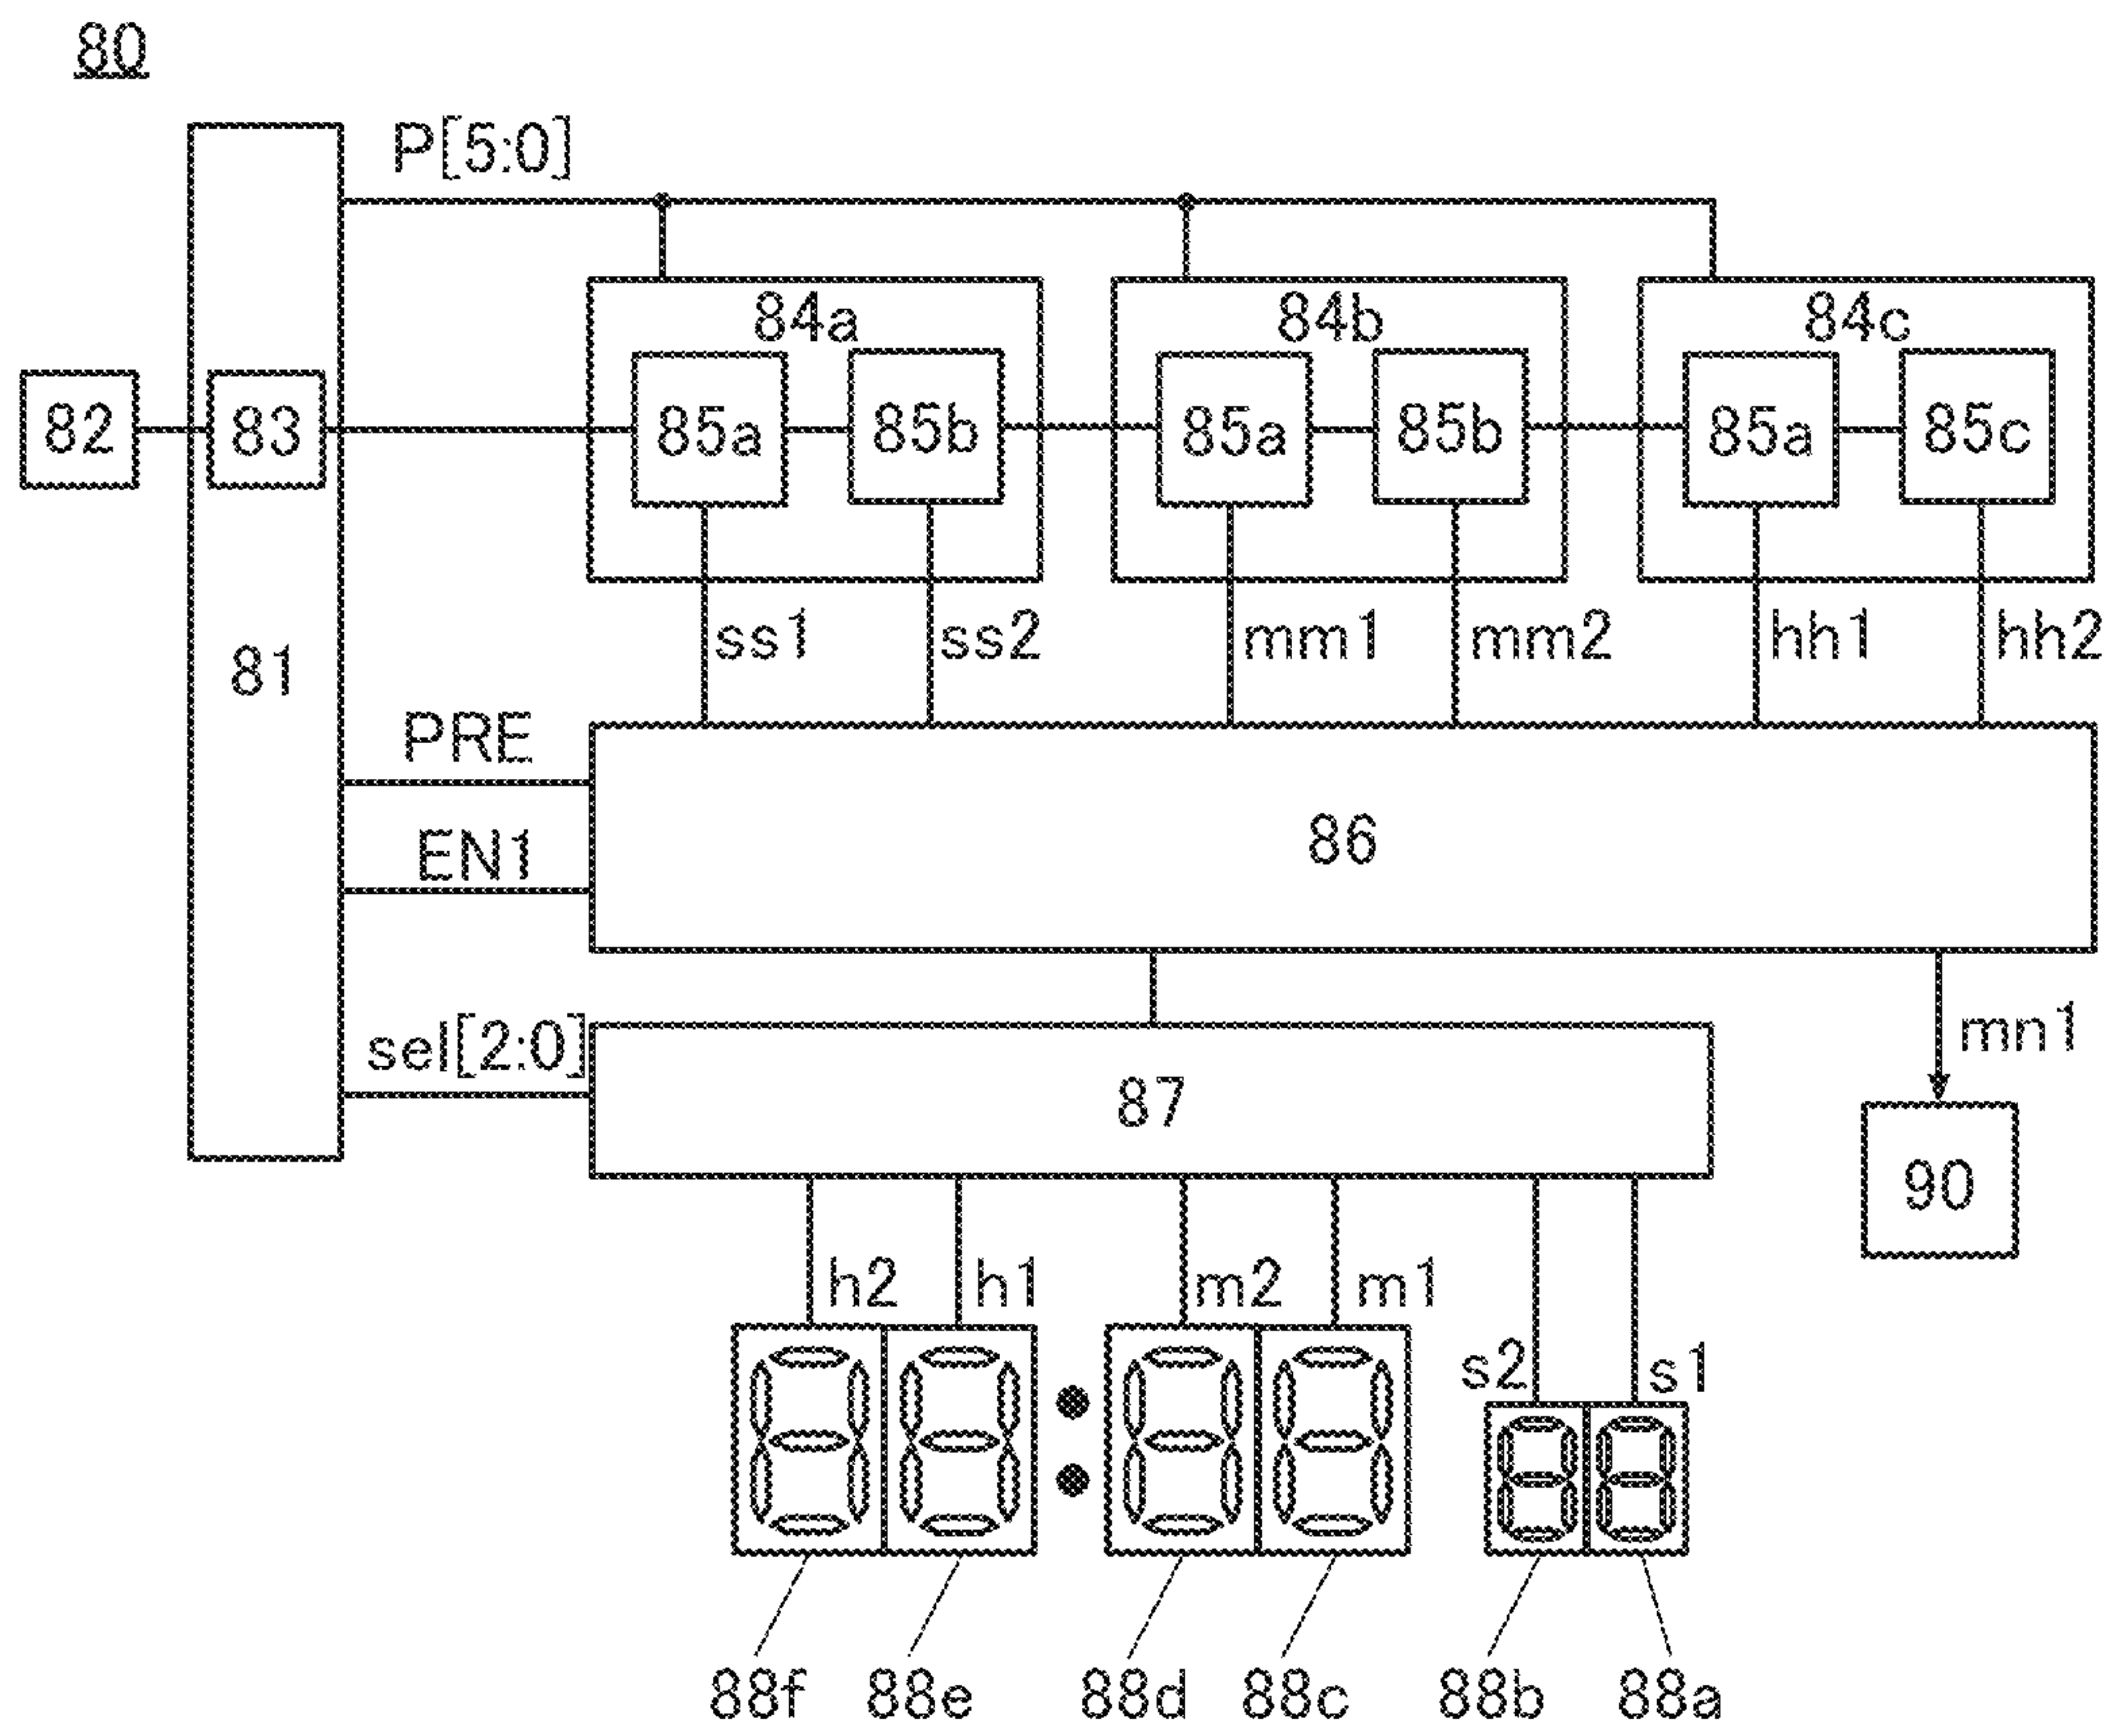 80
P[5:0]
84a 84b 84c
82 83 85a 85b 85a 85b 85a 85c
ss1 ss2 mm1 mm2 hh1 hh2
81
PRE
86
EN1
sel[2:0] mn1
87
90
h2 h1 m2 m1
s2 s1
88f 88e 88d 88c 88b 88a